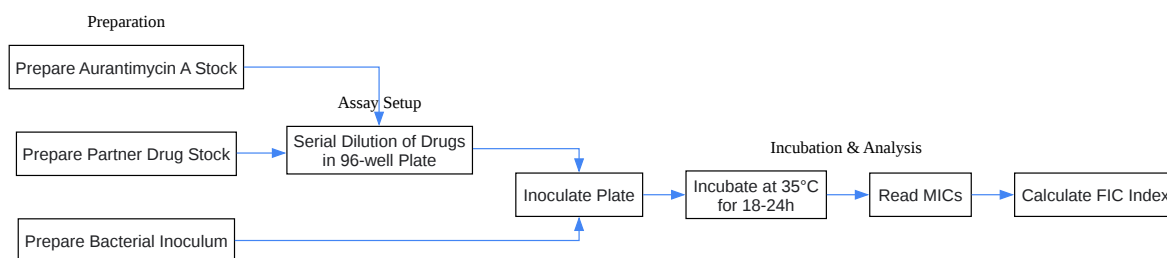 Preparation
Prepare Aurantimycin A Stock
Assay Setup
Prepare Partner Drug Stock
Serial Dilution of Drugs
in 96-well Plate
Incubation & Analysis
Inoculate Plate
Incubate at 35°C
for 18-24h
Read MICs
Calculate FIC Index
Prepare Bacterial Inoculum